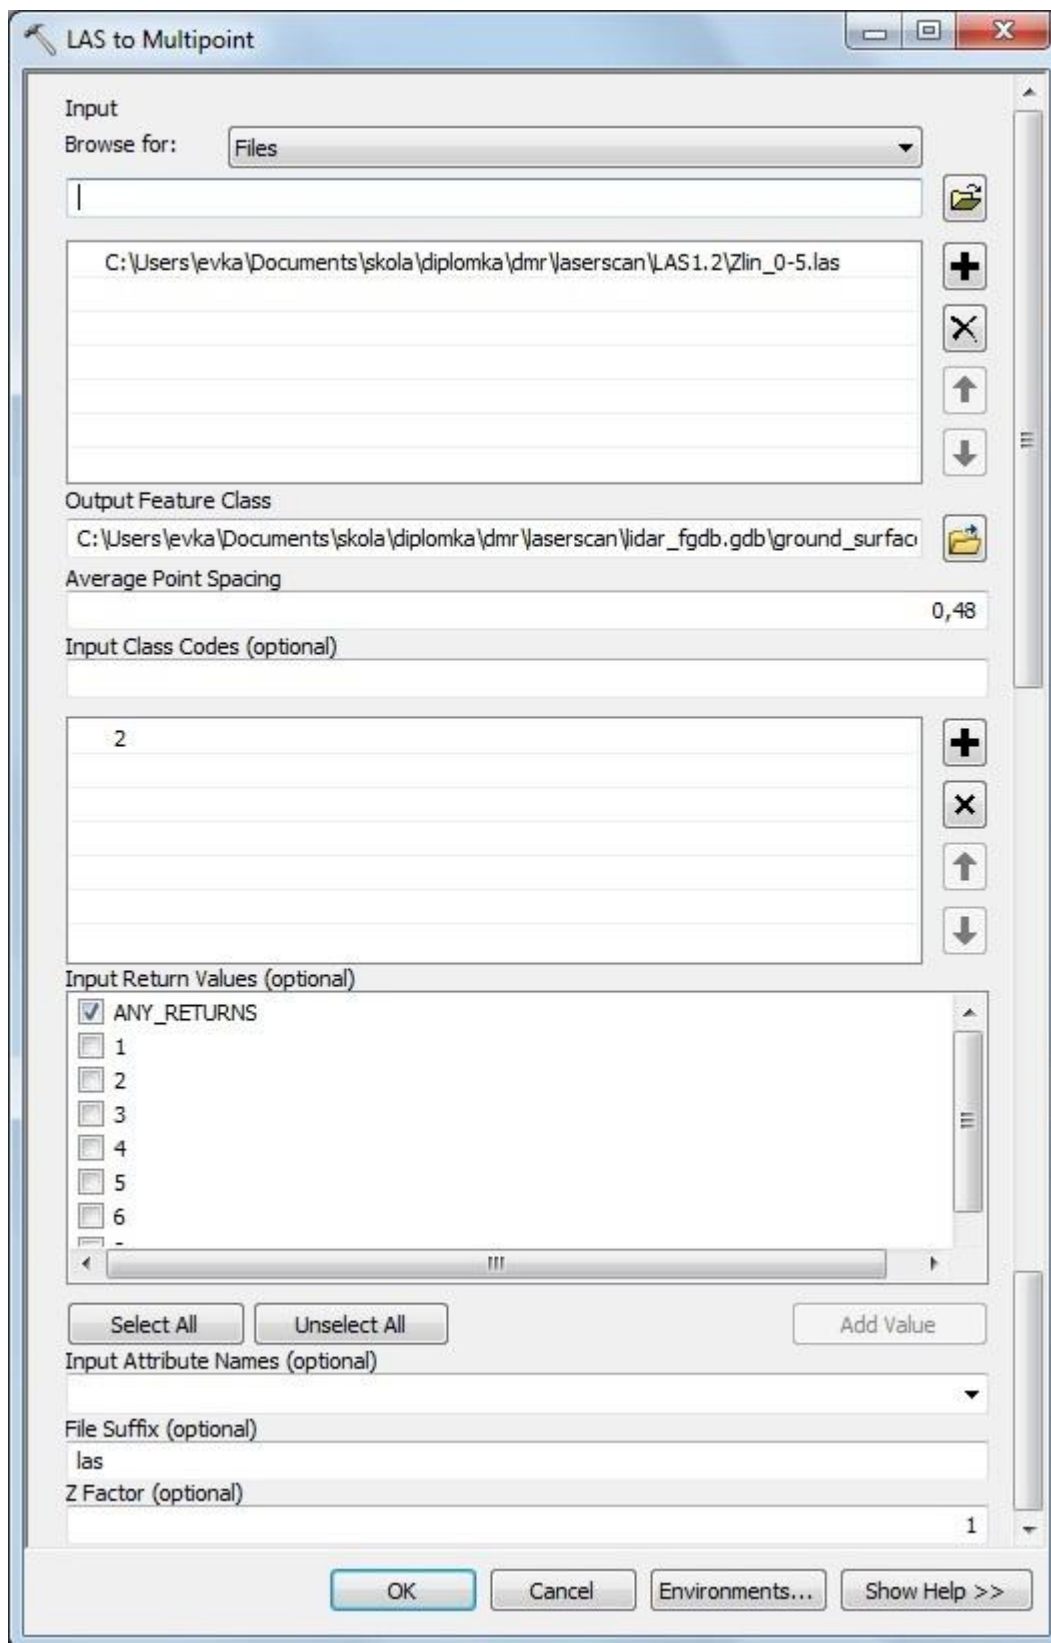 LAS to Multipoint
Input
Browse for: Files
C:\Users\evka\Documents\skola\diplomka\dmr\laserscan\LAS1.2\Zlin_0-5.las
Output Feature Class
C:\Users\evka\Documents\skola\diplomka\dmr\laserscan\lidar_fgdb.gdb\ground_surfac
Average Point Spacing
0,48
Input Class Codes (optional)
2
Input Return Values (optional)
ANY_RETURNS
1
2
3
4
5
6
Select All Unselect All Add Value
Input Attribute Names (optional)
File Suffix (optional)
las
Z Factor (optional)
1
OK Cancel Environments... Show Help >>